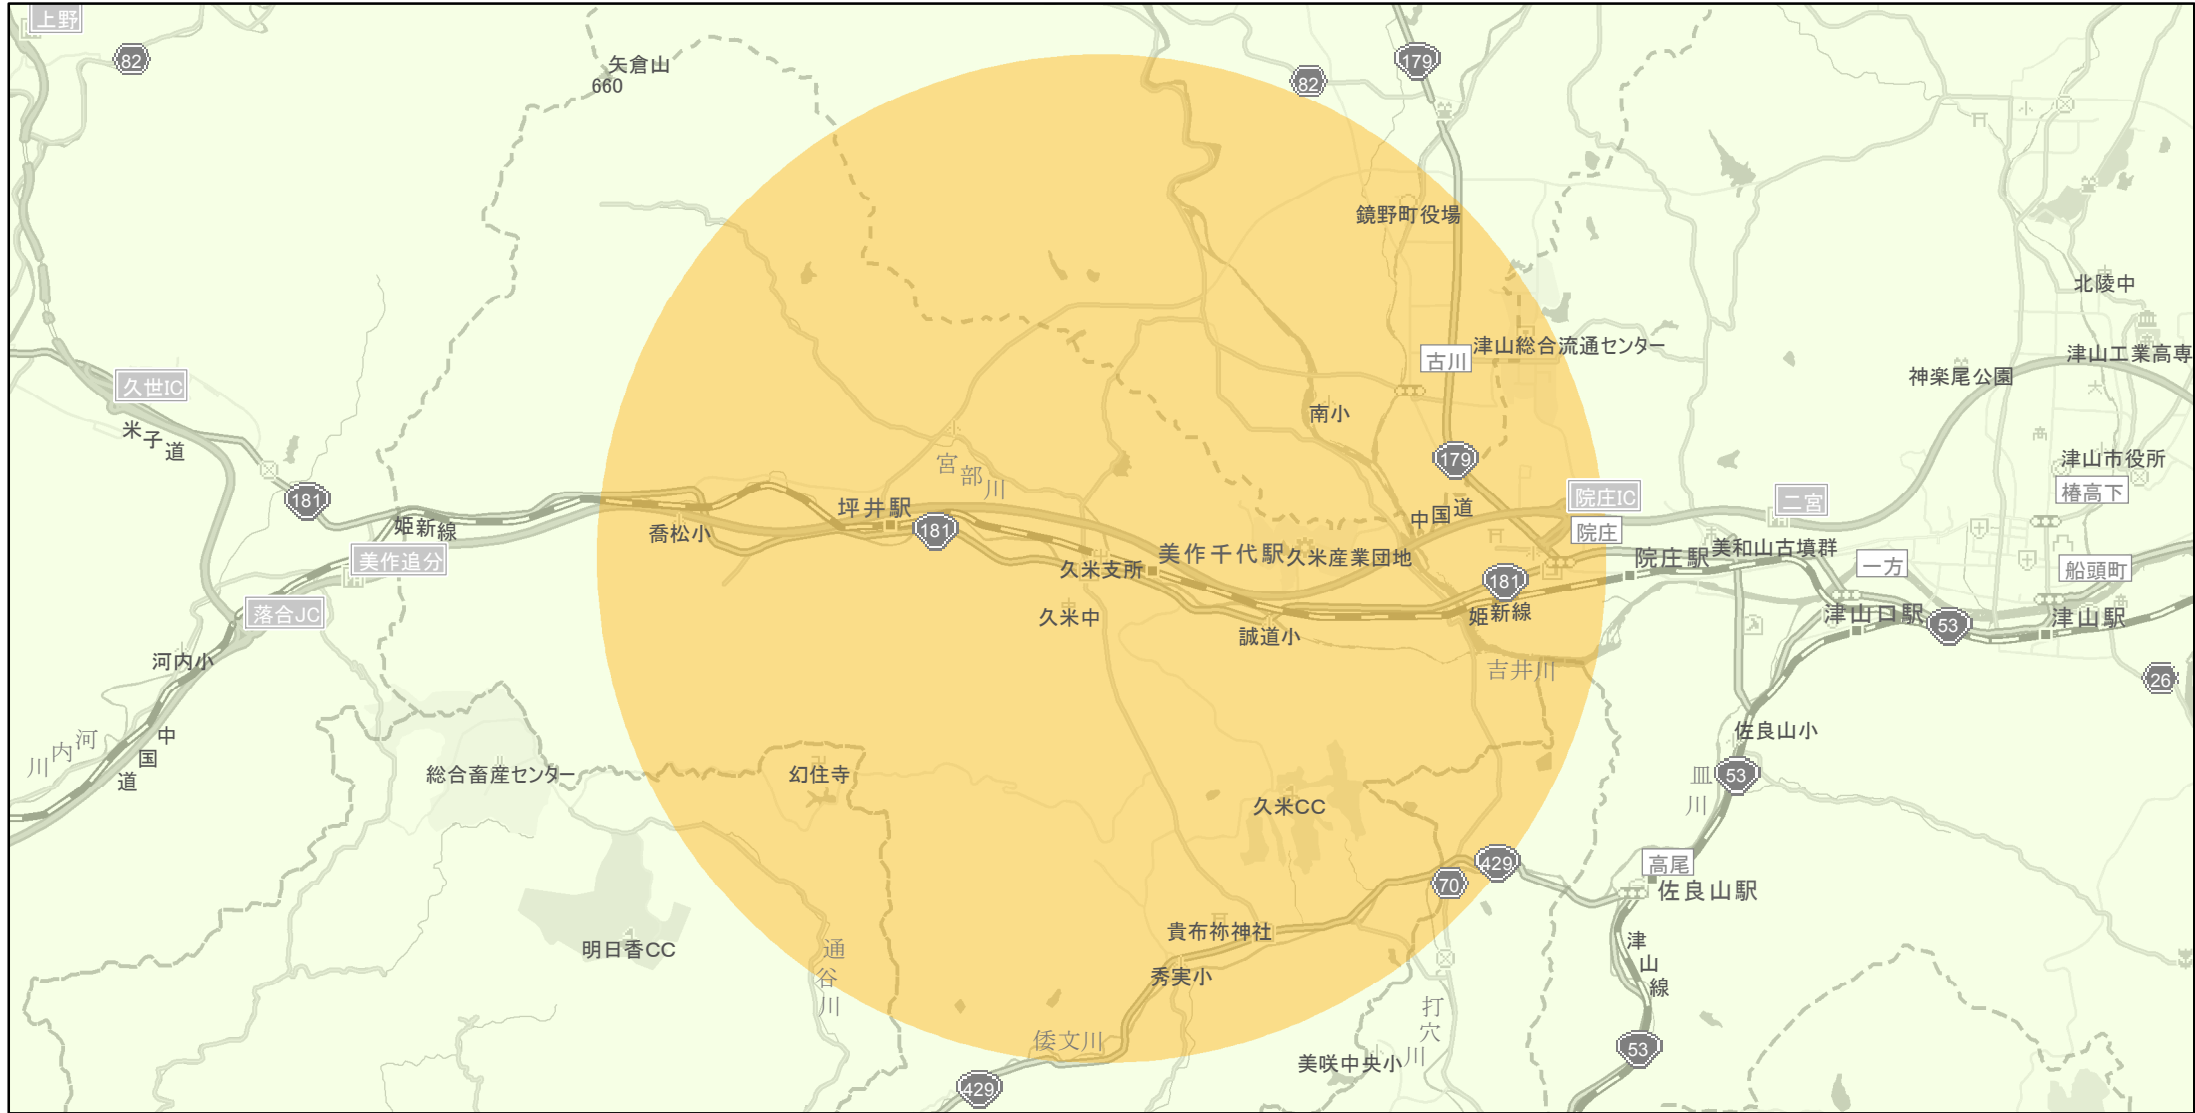 上野
82
矢倉山
660
179
82
鏡野町役場
北陵中
津山総合流通センター
古川
津山工業高専
神楽尾公園
久世IC
米子道
南小
179
津山市役所
椿高下
宮部川
181
坪井駅
181
院庄IC
二宮
中国道
院庄
姫新線
喬松小
美作追分
美作千代駅
久米産業団地
久米支所
院庄駅
美和山古墳群
一方
船頭町
181
落合JC
久米中
誠道小
姫新線
津山口駅
53
津山駅
河内小
吉井川
26
河内川
中国道
佐良山小
総合畜産センター
幻住寺
53
皿川
久米CC
429
70
高尾
佐良山駅
貴布祢神社
明日香CC
通谷川
秀実小
津山線
打穴川
倭文川
美咲中央小
53
429